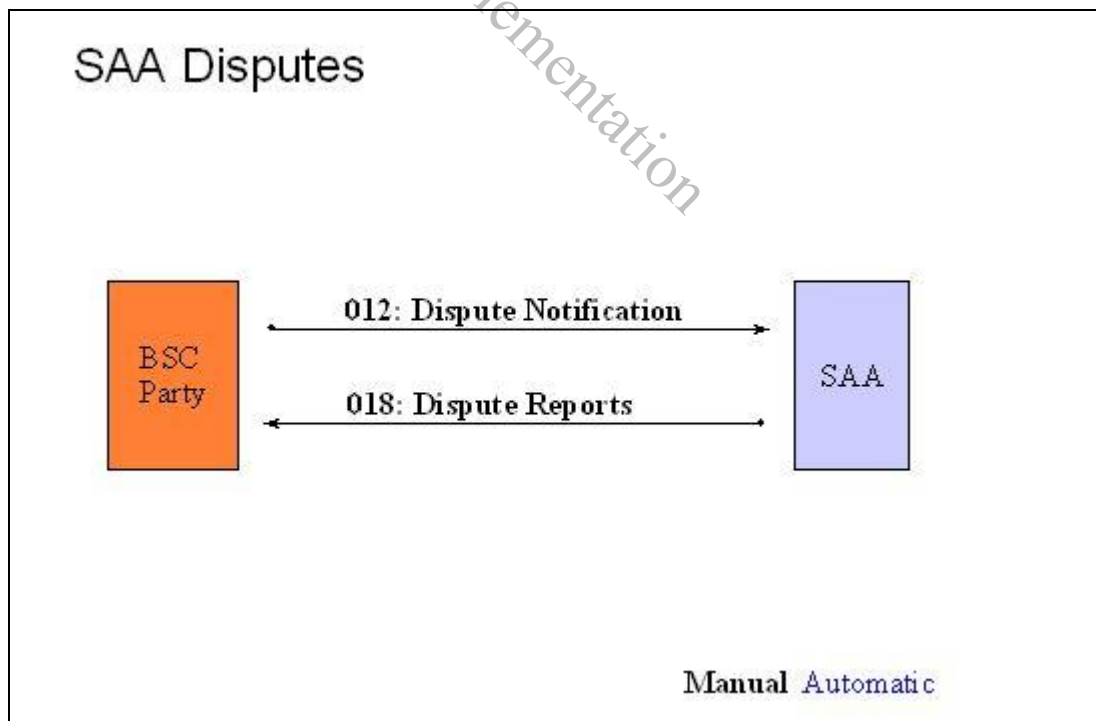 SAA Disputes
012: Dispute Notification
BSC
Party
SAA
018: Dispute Reports
Manual Automatic